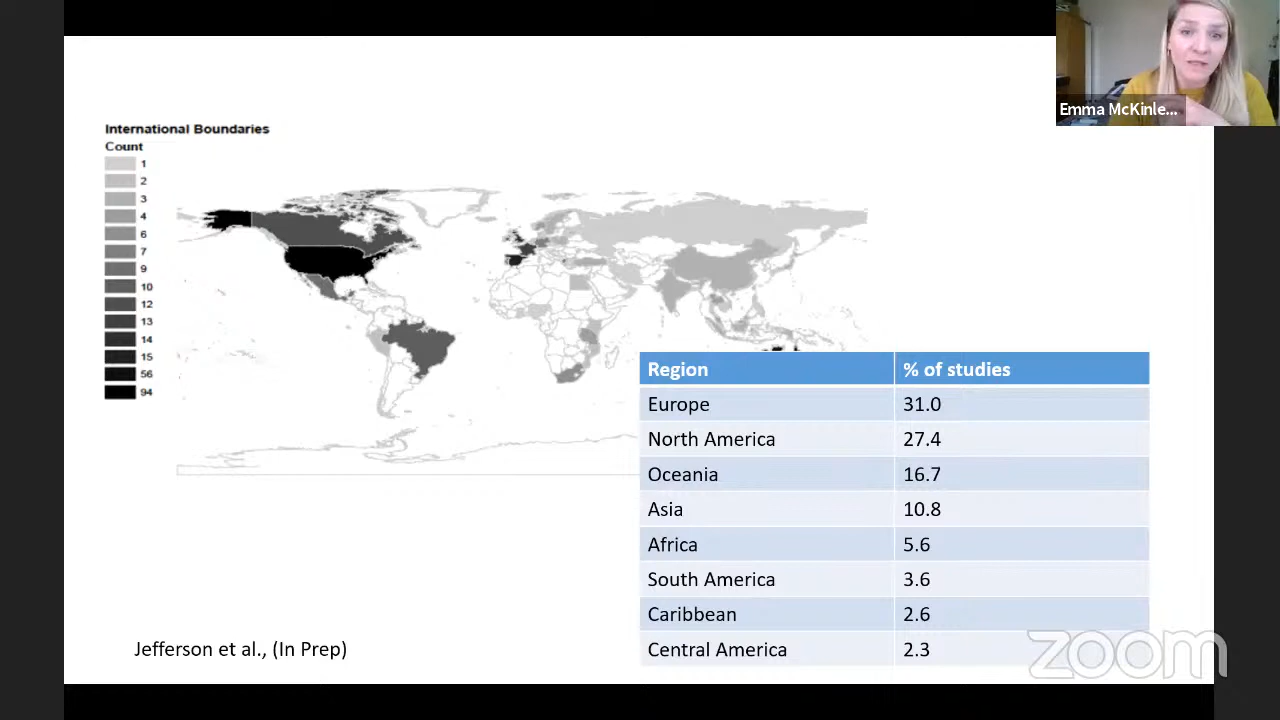 Emma McKinle...
International Boundaries
Count
1
2
3
4
6
7
9
10
12
13
14
15
56
94
Region % of studies
Europe 31.0
North America 27.4
Oceania 16.7
Asia 10.8
Africa 5.6
South America 3.6
Caribbean 2.6
Central America 2.3
Jefferson et al., (In Prep)
zoom